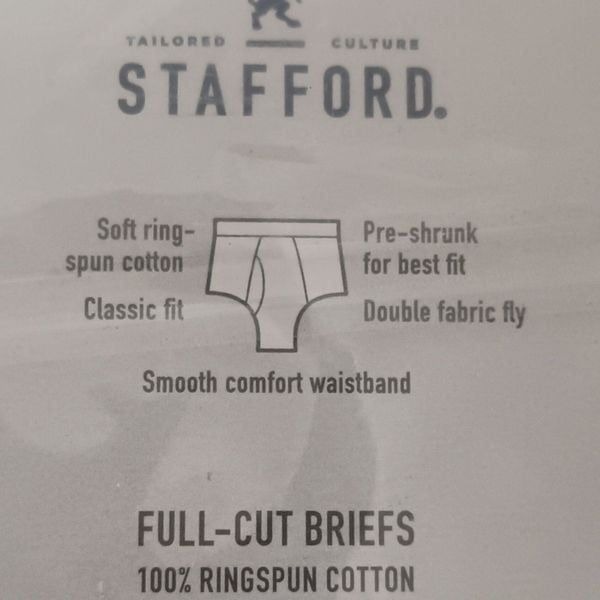 TAILORED CULTURE
STAFFORD.
Soft ring-
spun cotton
Classic fit
Pre-shrunk
for best fit
Double fabric fly
Smooth comfort waistband
FULL-CUT BRIEFS
100% RINGSPUN COTTON